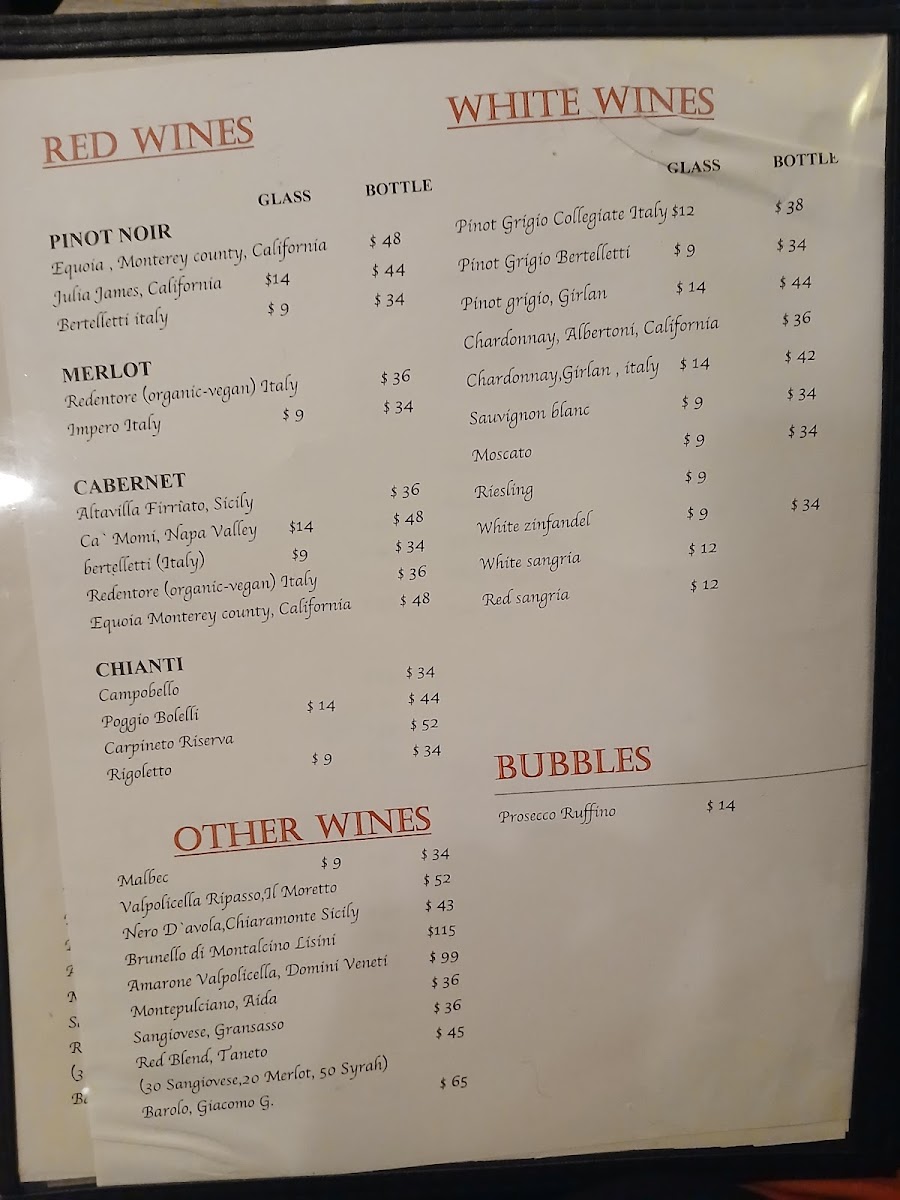 RED WINES
GLASS BOTTLE
PINOT NOIR
Equoia , Monterey county, California $ 48
Julia James, California $14 $ 44
Bertelletti italy $ 9 $ 34
MERLOT
Redentore (organic-vegan) Italy $ 36
Impero Italy $ 9 $ 34
CABERNET
Altavilla Firrìato, Sicily $ 36
Ca` Momi, Napa Valley $14 $ 48
bertelletti (Italy) $9 $ 34
Redentore (organic-vegan) Italy $ 36
Equoia Monterey county, California $ 48
CHIANTI
Campobello $ 34
Poggio Bolelli $ 14 $ 44
Carpineto Riserva $ 52
Rigoletto $ 9 $ 34
OTHER WINES
Malbec $ 9 $ 34
Valpolicella Ripasso,Il Moretto $ 52
Nero D`avola,Chiaramonte Sicily $ 43
Brunello di Montalcino Lisini $115
Amarone Valpolicella, Domini Veneti $ 99
Montepulciano, Aida $ 36
Sangiovese, Gransasso $ 36
Red Blend, Taneto $ 45
(30 Sangiovese,20 Merlot, 50 Syrah)
Barolo, Giacomo G. $ 65
WHITE WINES
GLASS BOTTLE
Pinot Grigio Collegiate Italy $12 $ 38
Pinot Grigio Bertelletti $ 9 $ 34
Pinot grigio, Girlan $ 14 $ 44
Chardonnay, Albertoni, California $ 36
Chardonnay,Girlan , italy $ 14 $ 42
Sauvignon blanc $ 9 $ 34
Moscato $ 9 $ 34
Riesling $ 9
White zinfandel $ 9 $ 34
White sangria $ 12
Red sangria $ 12
BUBBLES
Prosecco Ruffino $ 14